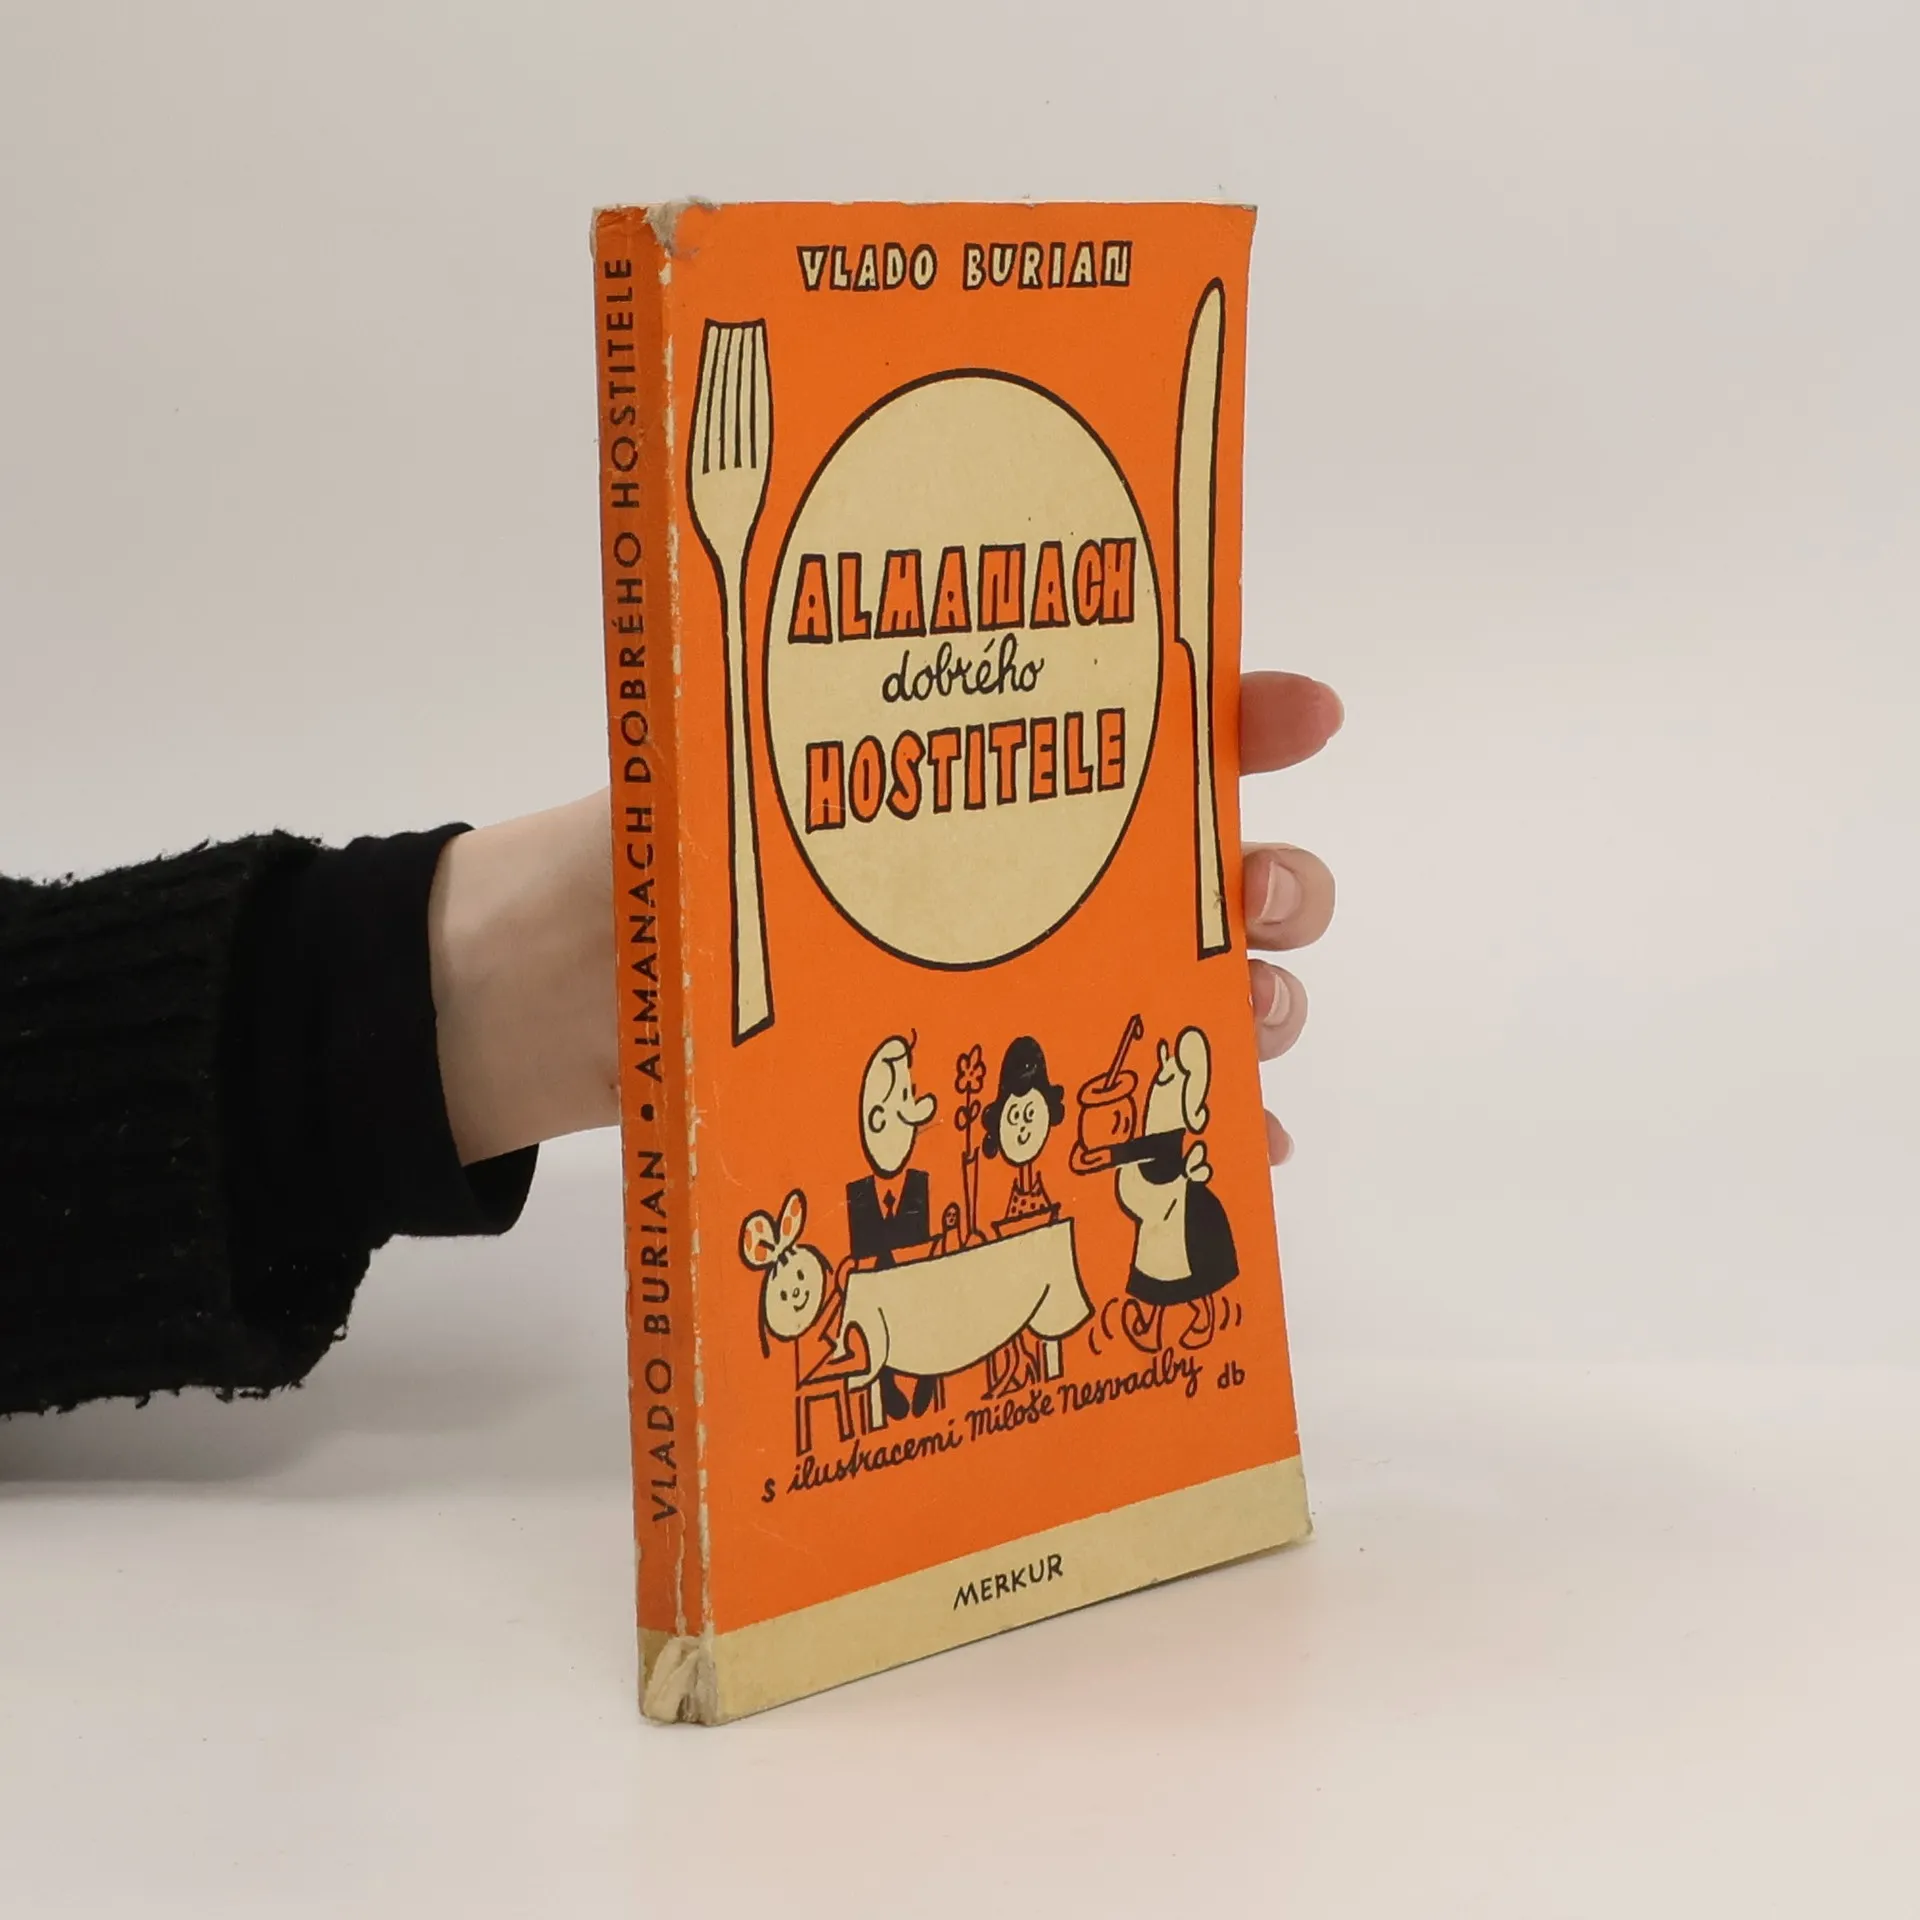 VLADO BURIAN • ALMANACH DOBRÉHO HOSTITELE
VLADO BURIAN
ALMANACH
dobrého
HOSTITELE
s ilustracemi Miloše Nesvadby db
MERKUR